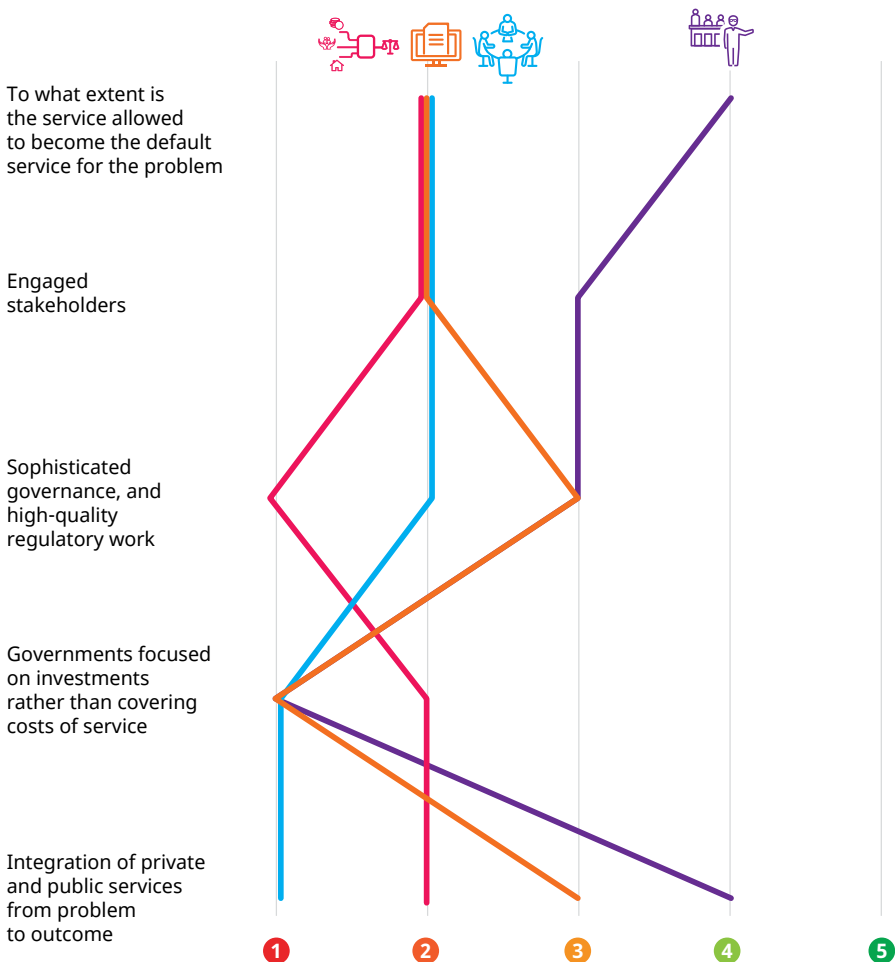 To what extent is
the service allowed
to become the default
service for the problem
Engaged
stakeholders
Sophisticated
governance, and
high-quality
regulatory work
Governments focused
on investments
rather than covering
costs of service
Integration of private
and public services
from problem
to outcome
1 2 3 4 5